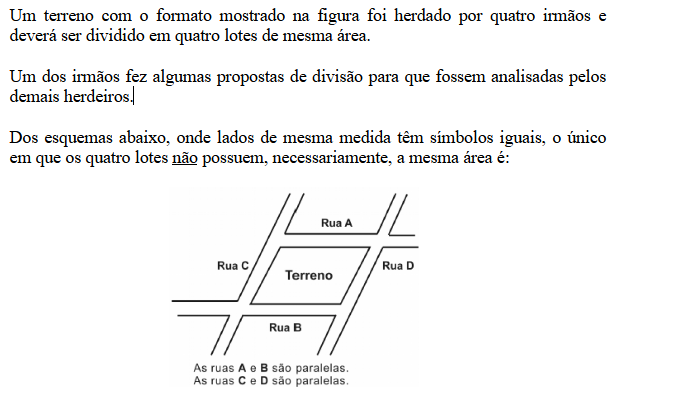 Um terreno com o formato mostrado na figura foi herdado por quatro irmãos e
deverá ser dividido em quatro lotes de mesma área.
Um dos irmãos fez algumas propostas de divisão para que fossem analisadas pelos
demais herdeiros.
Dos esquemas abaixo, onde lados de mesma medida têm símbolos iguais, o único
em que os quatro lotes não possuem, necessariamente, a mesma área é:
Rua A
Rua C
Terreno
Rua D
Rua B
As ruas A e B são paralelas.
As ruas C e D são paralelas.